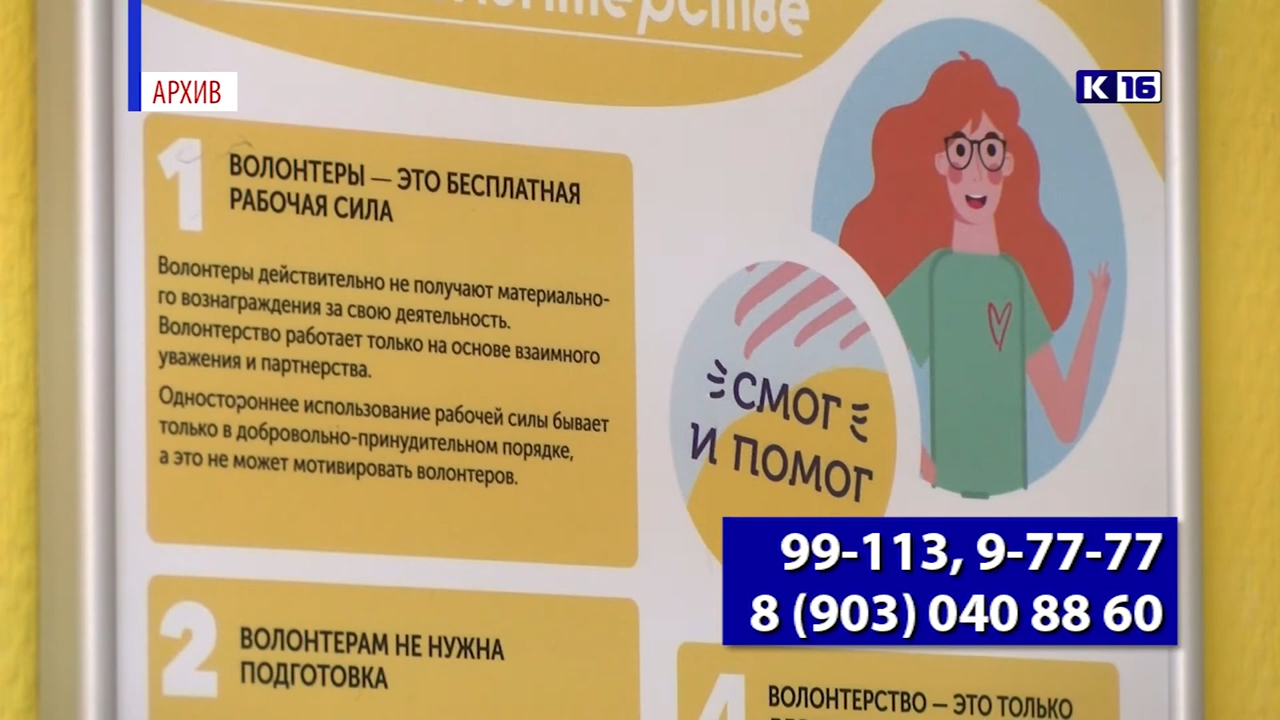 АРХИВ
К 16
1
ВОЛОНТЕРЫ — ЭТО БЕСПЛАТНАЯ
РАБОЧАЯ СИЛА
Волонтеры действительно не получают материально-
го вознаграждения за свою деятельность.
Волонтерство работает только на основе взаимного
уважения и партнерства.
Одностороннее использование рабочей силы бывает
только в добровольно-принудительном порядке,
а это не может мотивировать волонтеров.
СМОГ
И ПОМОГ
99-113, 9-77-77
8 (903) 040 88 60
2
ВОЛОНТЕРАМ НЕ НУЖНА
ПОДГОТОВКА
4
ВОЛОНТЕРСТВО — ЭТО ТОЛЬКО